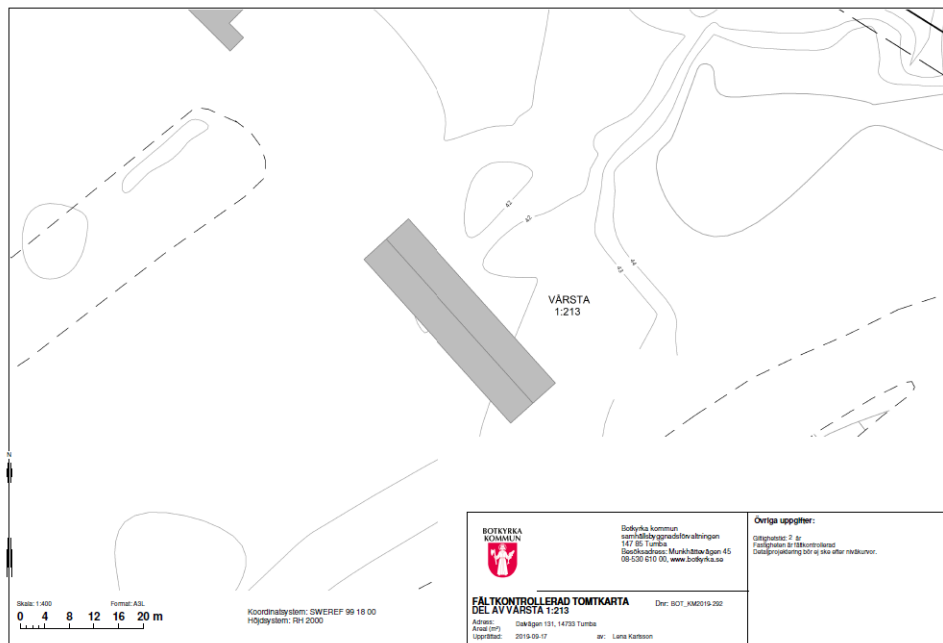 42
42
43
44
VÅRSTA
1:213
N
Skala: 1:400 Format: A3L
0 4 8 12 16 20 m
Koordinatsystem: SWEREF 99 18 00
Höjdsystem: RH 2000
BOTKYRKA
KOMMUN
Botkyrka kommun
samhällsbyggnadsförvaltningen
147 85 Tumba
Besöksadress: Munkhättevägen 45
08-530 610 00, www.botkyrka.se
FÄLTKONTROLLERAD TOMTKARTA
DEL AV VÅRSTA 1:213
Dnr: BOT_KM2019-292
Adress: Dalvägen 131, 14733 Tumba
Areal (m²)
Upprättad: 2019-09-17 av: Lena Karlsson
Övriga uppgifter:
Giltighetstid: 2 år
Fastigheten är fältkontrollerad
Detaljprojektering bör ej ske efter nivåkurvor.